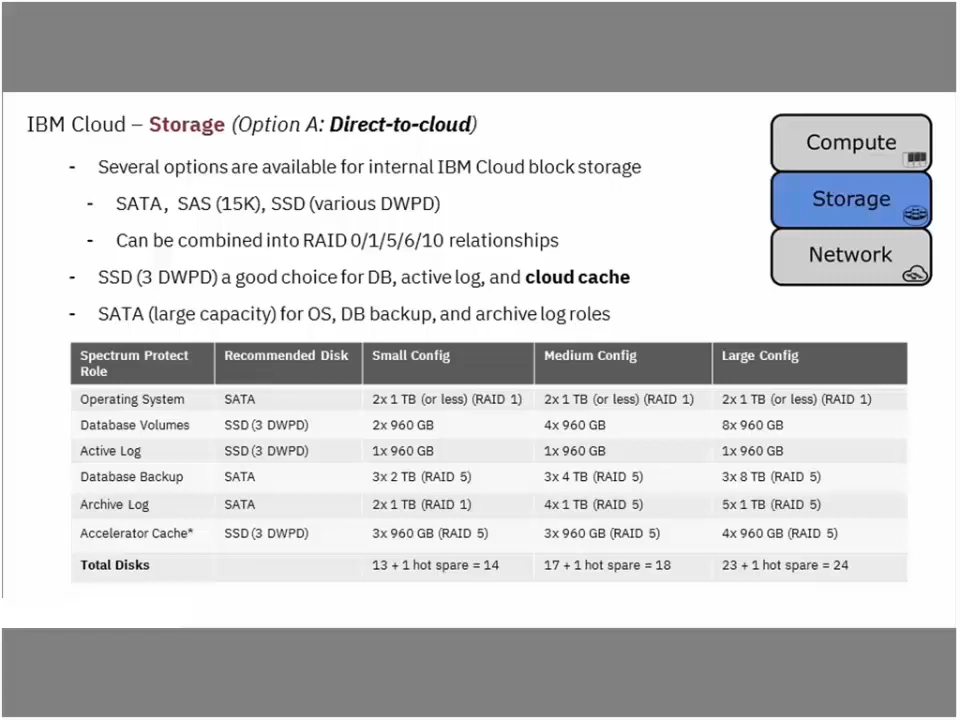 IBM Cloud – Storage (Option A: Direct-to-cloud)
- Several options are available for internal IBM Cloud block storage
- SATA, SAS (15K), SSD (various DWPD)
- Can be combined into RAID 0/1/5/6/10 relationships
- SSD (3 DWPD) a good choice for DB, active log, and cloud cache
- SATA (large capacity) for OS, DB backup, and archive log roles
Compute
Storage
Network
Spectrum Protect Role Recommended Disk Small Config Medium Config Large Config
Operating System SATA 2x 1 TB (or less) (RAID 1) 2x 1 TB (or less) (RAID 1) 2x 1 TB (or less) (RAID 1)
Database Volumes SSD (3 DWPD) 2x 960 GB 4x 960 GB 8x 960 GB
Active Log SSD (3 DWPD) 1x 960 GB 1x 960 GB 1x 960 GB
Database Backup SATA 3x 2 TB (RAID 5) 3x 4 TB (RAID 5) 3x 8 TB (RAID 5)
Archive Log SATA 2x 1 TB (RAID 1) 4x 1 TB (RAID 5) 5x 1 TB (RAID 5)
Accelerator Cache* SSD (3 DWPD) 3x 960 GB (RAID 5) 3x 960 GB (RAID 5) 4x 960 GB (RAID 5)
Total Disks 13 + 1 hot spare = 14 17 + 1 hot spare = 18 23 + 1 hot spare = 24